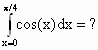 ∫_{x=0}^{x/4} cos(x) dx = ?